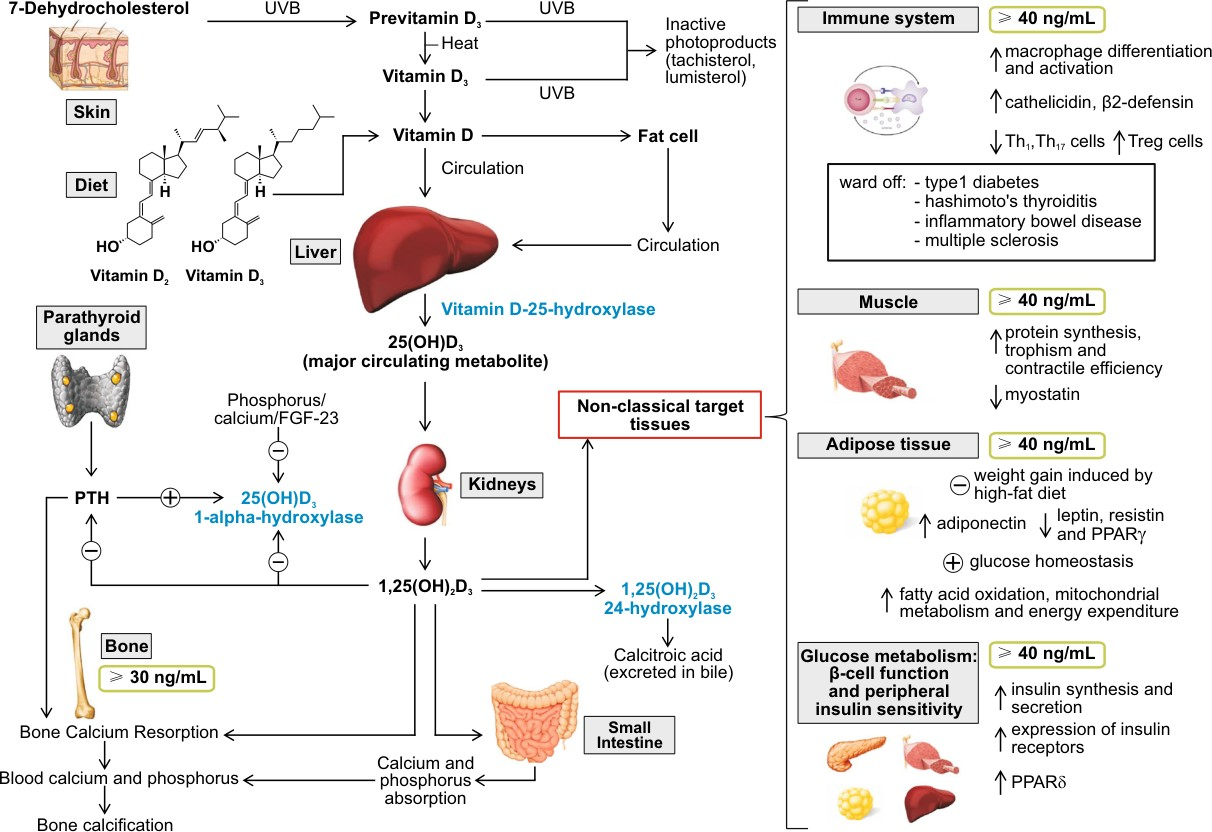 7-Dehydrocholesterol
UVB
Previtamin D₃
UVB
Heat
Inactive
photoproducts
(tachisterol,
lumisterol)
Vitamin D₃
UVB
Skin
Diet
H
H
HO
HO
Vitamin D₂
Vitamin D₃
Vitamin D
Fat cell
Circulation
Circulation
Liver
Vitamin D-25-hydroxylase
25(OH)D₃
(major circulating metabolite)
Parathyroid
glands
Phosphorus/
calcium/FGF-23
−
PTH
+
25(OH)D₃
1-alpha-hydroxylase
−
−
Kidneys
Non-classical target
tissues
1,25(OH)₂D₃
1,25(OH)₂D₃
24-hydroxylase
Calcitroic acid
(excreted in bile)
Bone
⩾ 30 ng/mL
Small
Intestine
Bone Calcium Resorption
Blood calcium and phosphorus
Calcium and
phosphorus
absorption
Bone calcification
Immune system
⩾ 40 ng/mL
↑ macrophage differentiation
and activation
↑ cathelicidin, β2-defensin
↓ Th₁,Th₁₇ cells ↑ Treg cells
ward off: - type1 diabetes
- hashimoto's thyroiditis
- inflammatory bowel disease
- multiple sclerosis
Muscle
⩾ 40 ng/mL
↑ protein synthesis,
trophism and
contractile efficiency
↓ myostatin
Adipose tissue
⩾ 40 ng/mL
− weight gain induced by
high-fat diet
↑ adiponectin
↓ leptin, resistin
and PPARγ
+ glucose homeostasis
↑ fatty acid oxidation, mitochondrial
metabolism and energy expenditure
Glucose metabolism:
β-cell function
and peripheral
insulin sensitivity
⩾ 40 ng/mL
↑ insulin synthesis and
secretion
↑ expression of insulin
receptors
↑ PPARδ